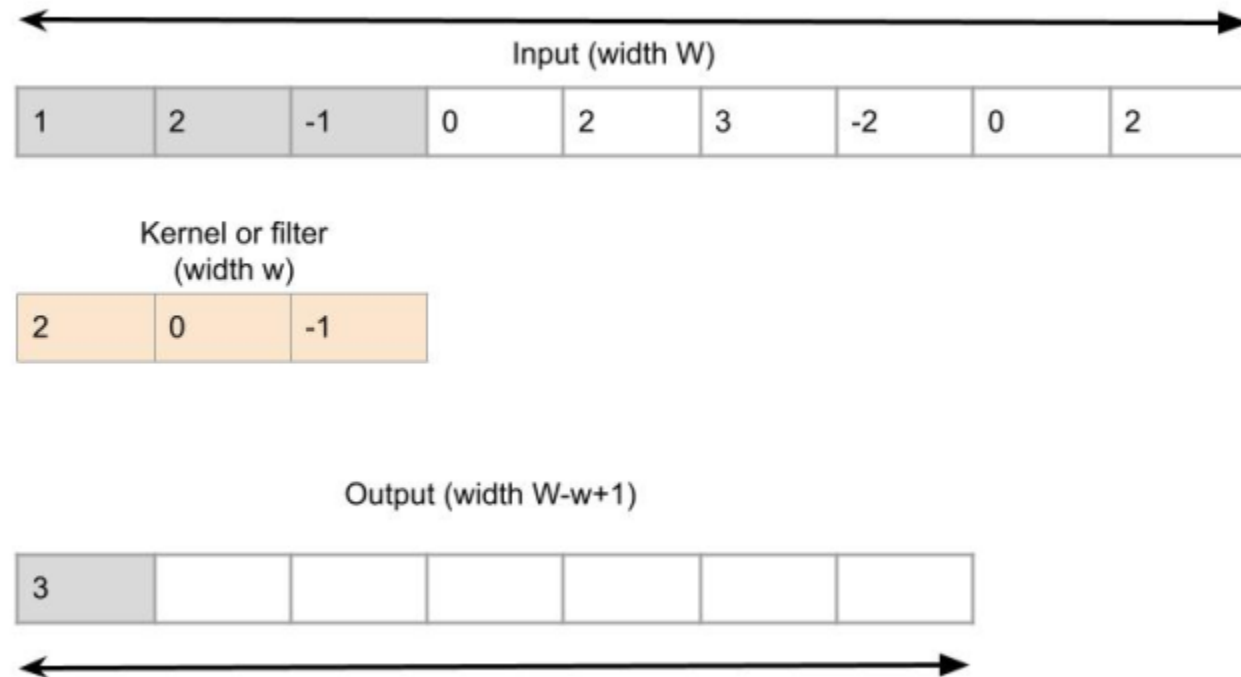 Input (width W)
1 2 -1 0 2 3 -2 0 2
Kernel or filter
(width w)
2 0 -1
Output (width W-w+1)
3